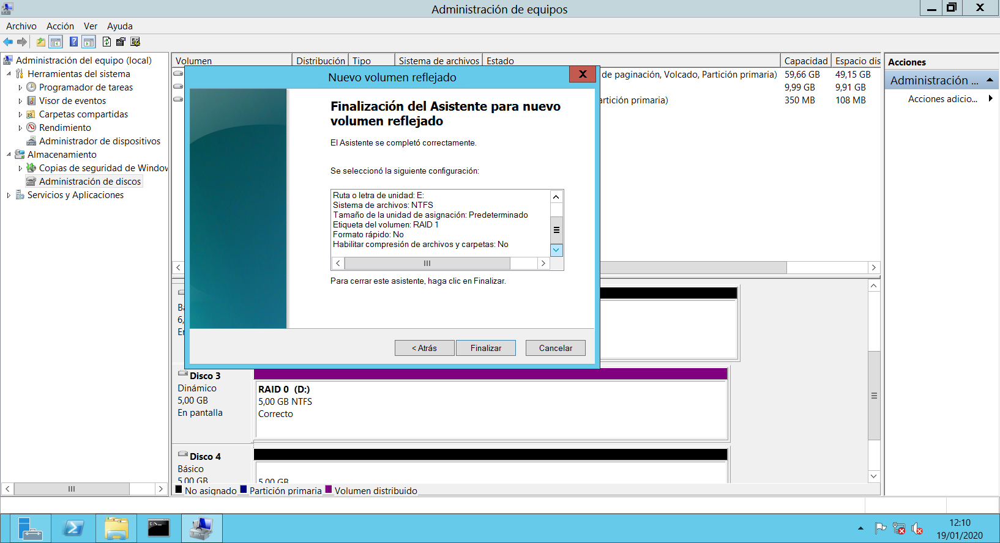 Administración de equipos
Archivo Acción Ver Ayuda
Administración del equipo (local)
Herramientas del sistema
Programador de tareas
Visor de eventos
Carpetas compartidas
Rendimiento
Administrador de dispositivos
Almacenamiento
Copias de seguridad de Window
Administración de discos
Servicios y Aplicaciones
Volumen Distribución Tipo Sistema de archivos Estado Capacidad Espacio dis
de paginación, Volcado, Partición primaria) 59,66 GB 49,15 GB
9,99 GB 9,91 GB
artición primaria) 350 MB 108 MB
Acciones
Administración ...
Acciones adicio...
Nuevo volumen reflejado
Finalización del Asistente para nuevo
volumen reflejado
El Asistente se completó correctamente.
Se seleccionó la siguiente configuración:
Ruta o letra de unidad: E:
Sistema de archivos: NTFS
Tamaño de la unidad de asignación: Predeterminado
Etiqueta del volumen: RAID 1
Formato rápido: No
Habilitar compresión de archivos y carpetas: No
Para cerrar este asistente, haga clic en Finalizar.
< Atrás Finalizar Cancelar
Ba
6,
En
Disco 3
Dinámico
5,00 GB
En pantalla
RAID 0 (D:)
5,00 GB NTFS
Correcto
Disco 4
Básico
5,00 GB
5,00 GB
No asignado Partición primaria Volumen distribuido
12:10
19/01/2020